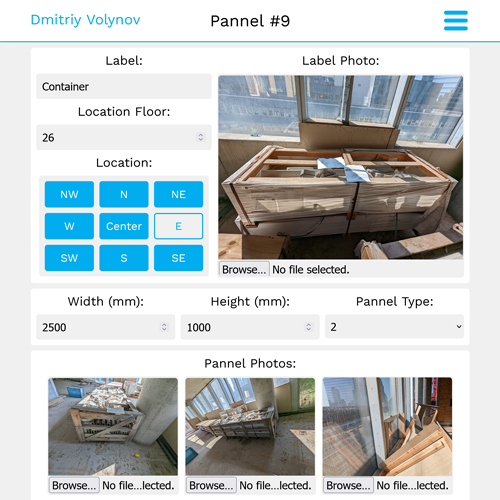 Dmitriy Volynov
Pannel #9
Label:
Container
Location Floor:
26
Location:
NW N NE
W Center E
SW S SE
Label Photo:
Browse... No file selected.
Width (mm):
2500
Height (mm):
1000
Pannel Type:
2
Pannel Photos:
Browse... No file...lected.
Browse... No file...lected.
Browse... No file...lected.